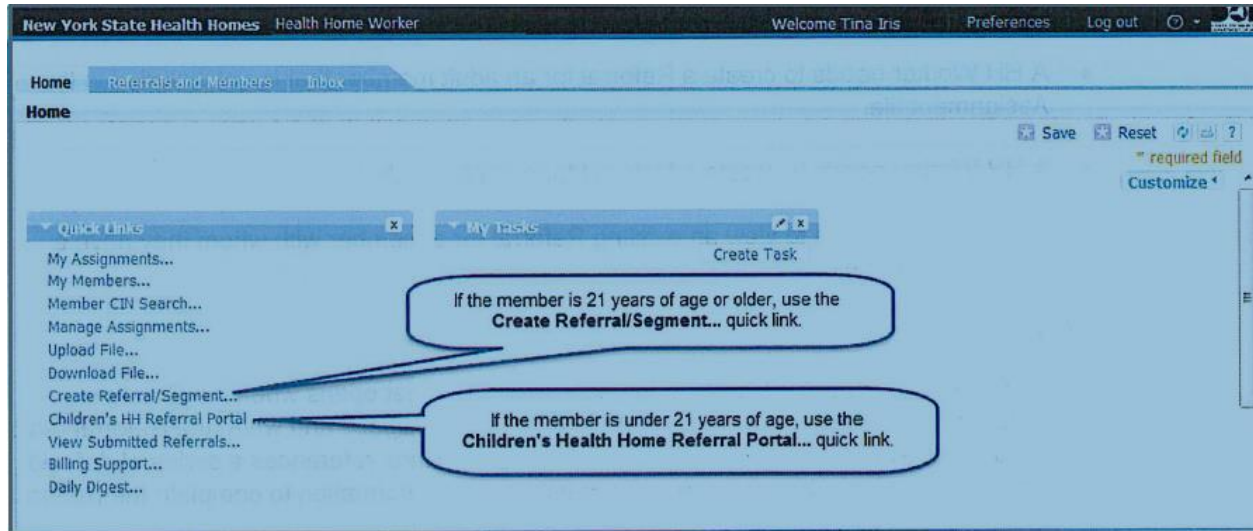 New York State Health Homes Health Home Worker Welcome Tina Iris Preferences Log out
Home Referrals and Members Inbox
Home
Save Reset ?
* required field
Customize
Quick Links
My Assignments...
My Members...
Member CIN Search...
Manage Assignments...
Upload File...
Download File...
Create Referral/Segment...
Children's HH Referral Portal
View Submitted Referrals...
Billing Support...
Daily Digest...
My Tasks
Create Task
If the member is 21 years of age or older, use the
Create Referral/Segment... quick link.
If the member is under 21 years of age, use the
Children's Health Home Referral Portal... quick link.